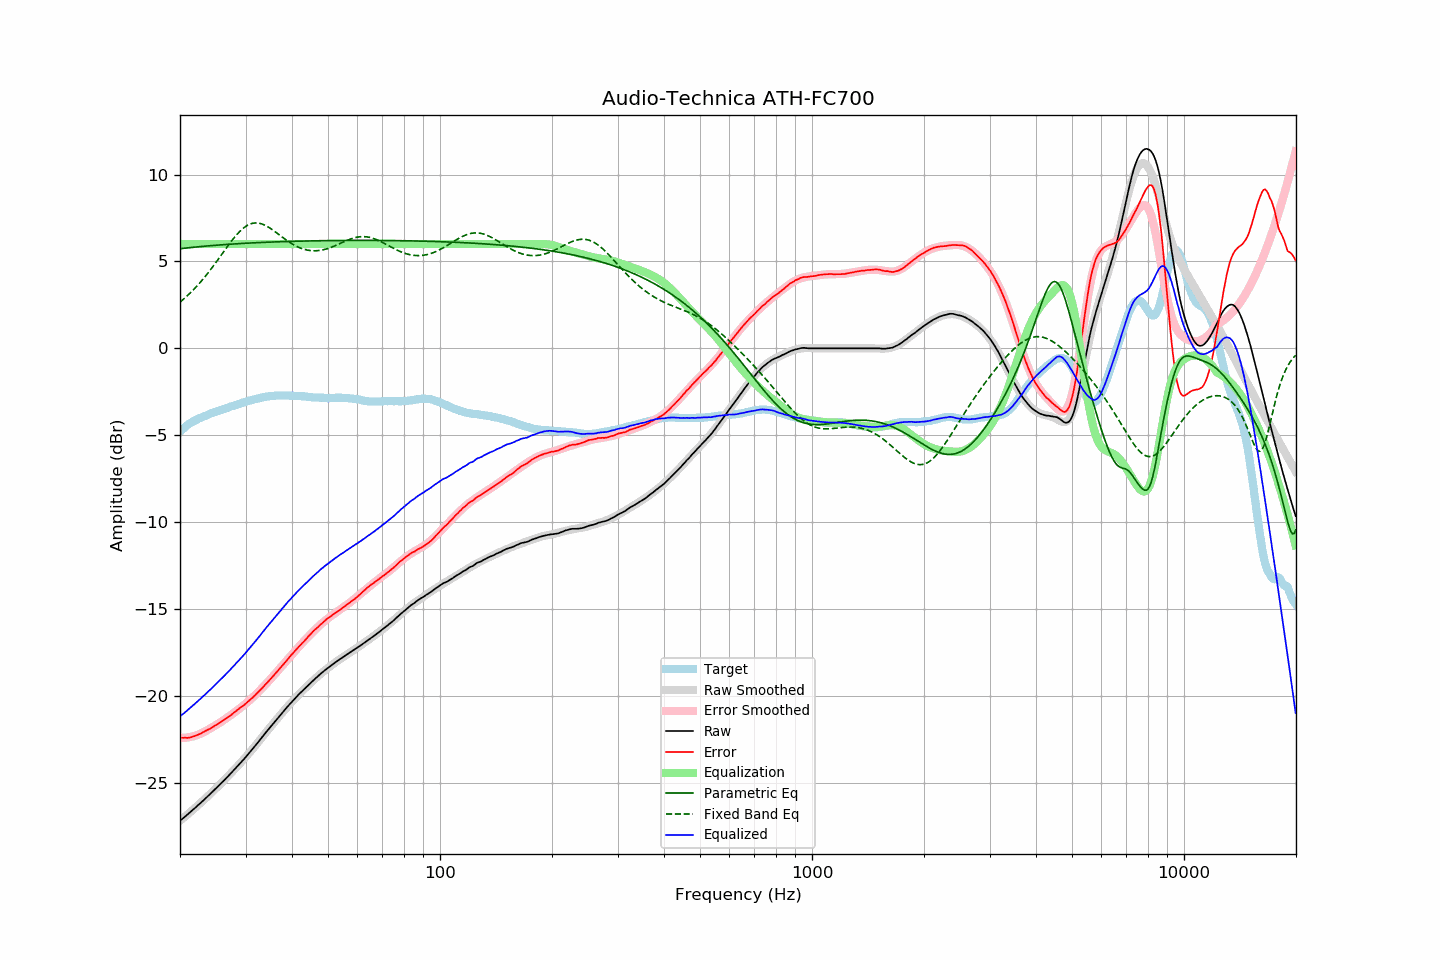 Audio-Technica ATH-FC700
Amplitude (dBr)
10
5
0
−5
−10
−15
−20
−25
Target
Raw Smoothed
Error Smoothed
Raw
Error
Equalization
Parametric Eq
Fixed Band Eq
Equalized
100
1000
10000
Frequency (Hz)